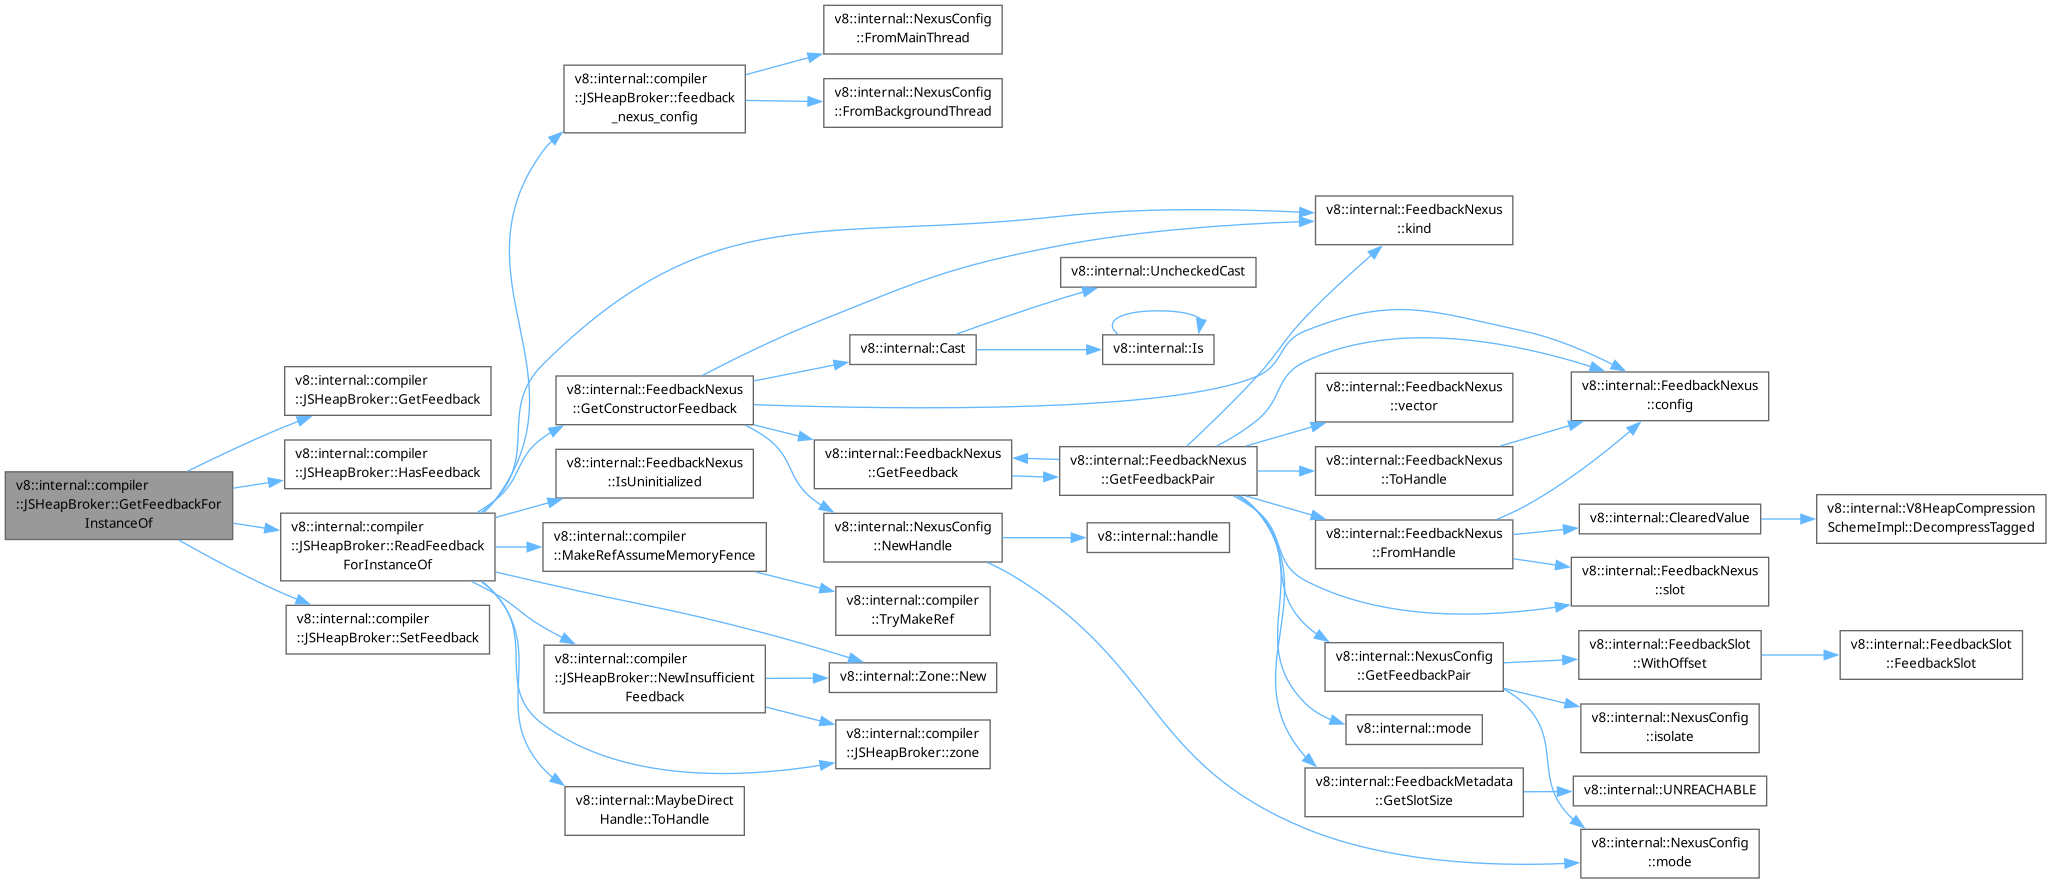 v8::internal::compiler
::JSHeapBroker::GetFeedbackFor
InstanceOf
v8::internal::compiler
::JSHeapBroker::GetFeedback
v8::internal::compiler
::JSHeapBroker::HasFeedback
v8::internal::compiler
::JSHeapBroker::ReadFeedback
ForInstanceOf
v8::internal::compiler
::JSHeapBroker::SetFeedback
v8::internal::compiler
::JSHeapBroker::feedback
_nexus_config
v8::internal::FeedbackNexus
::GetConstructorFeedback
v8::internal::FeedbackNexus
::IsUninitialized
v8::internal::compiler
::MakeRefAssumeMemoryFence
v8::internal::compiler
::JSHeapBroker::NewInsufficient
Feedback
v8::internal::MaybeDirect
Handle::ToHandle
v8::internal::NexusConfig
::FromMainThread
v8::internal::NexusConfig
::FromBackgroundThread
v8::internal::Cast
v8::internal::FeedbackNexus
::GetFeedback
v8::internal::NexusConfig
::NewHandle
v8::internal::compiler
::TryMakeRef
v8::internal::Zone::New
v8::internal::compiler
::JSHeapBroker::zone
v8::internal::UncheckedCast
v8::internal::Is
v8::internal::FeedbackNexus
::GetFeedbackPair
v8::internal::handle
v8::internal::FeedbackNexus
::kind
v8::internal::FeedbackNexus
::vector
v8::internal::FeedbackNexus
::ToHandle
v8::internal::FeedbackNexus
::FromHandle
v8::internal::NexusConfig
::GetFeedbackPair
v8::internal::mode
v8::internal::FeedbackMetadata
::GetSlotSize
v8::internal::FeedbackNexus
::config
v8::internal::ClearedValue
v8::internal::FeedbackNexus
::slot
v8::internal::FeedbackSlot
::WithOffset
v8::internal::NexusConfig
::isolate
v8::internal::UNREACHABLE
v8::internal::NexusConfig
::mode
v8::internal::V8HeapCompression
SchemeImpl::DecompressTagged
v8::internal::FeedbackSlot
::FeedbackSlot